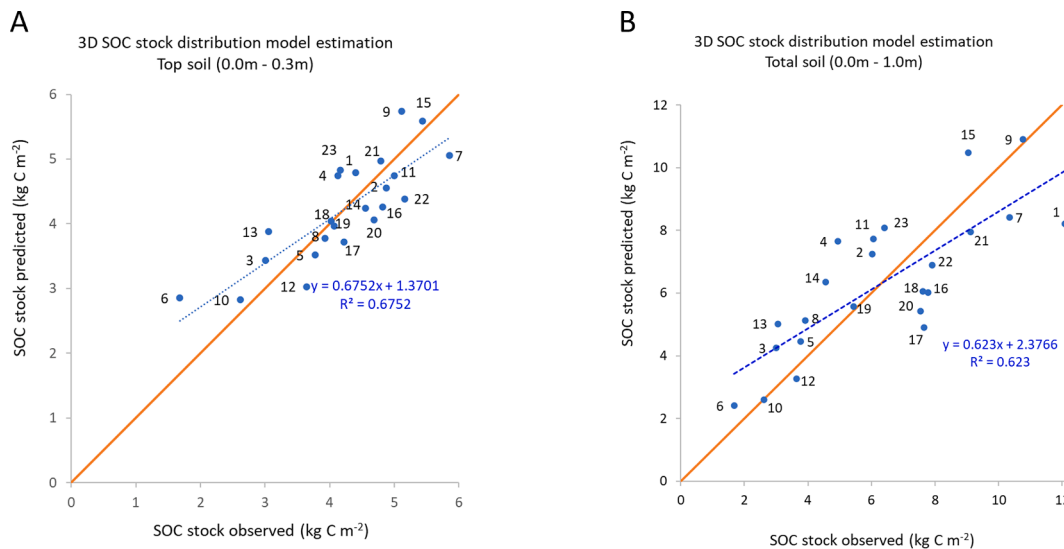 A
3D SOC stock distribution model estimation
Top soil (0.0m - 0.3m)
SOC stock predicted (kg C m⁻²)
6
5
4
3
2
1
0
0 1 2 3 4 5 6
SOC stock observed (kg C m⁻²)
9 15
23 1 21 7
4 11
2 22
14 16
18 19 20
13 8 17
3 5
12
6 10
y = 0.6752x + 1.3701
R² = 0.6752
B
3D SOC stock distribution model estimation
Total soil (0.0m - 1.0m)
SOC stock predicted (kg C m⁻²)
12
10
8
6
4
2
0
0 2 4 6 8 10
SOC stock observed (kg C m⁻²)
15 9
11 23 7 1
4 2 21
14 22
18 16
13 8 19 20
3 5 17
12
6 10
y = 0.623x + 2.3766
R² = 0.623